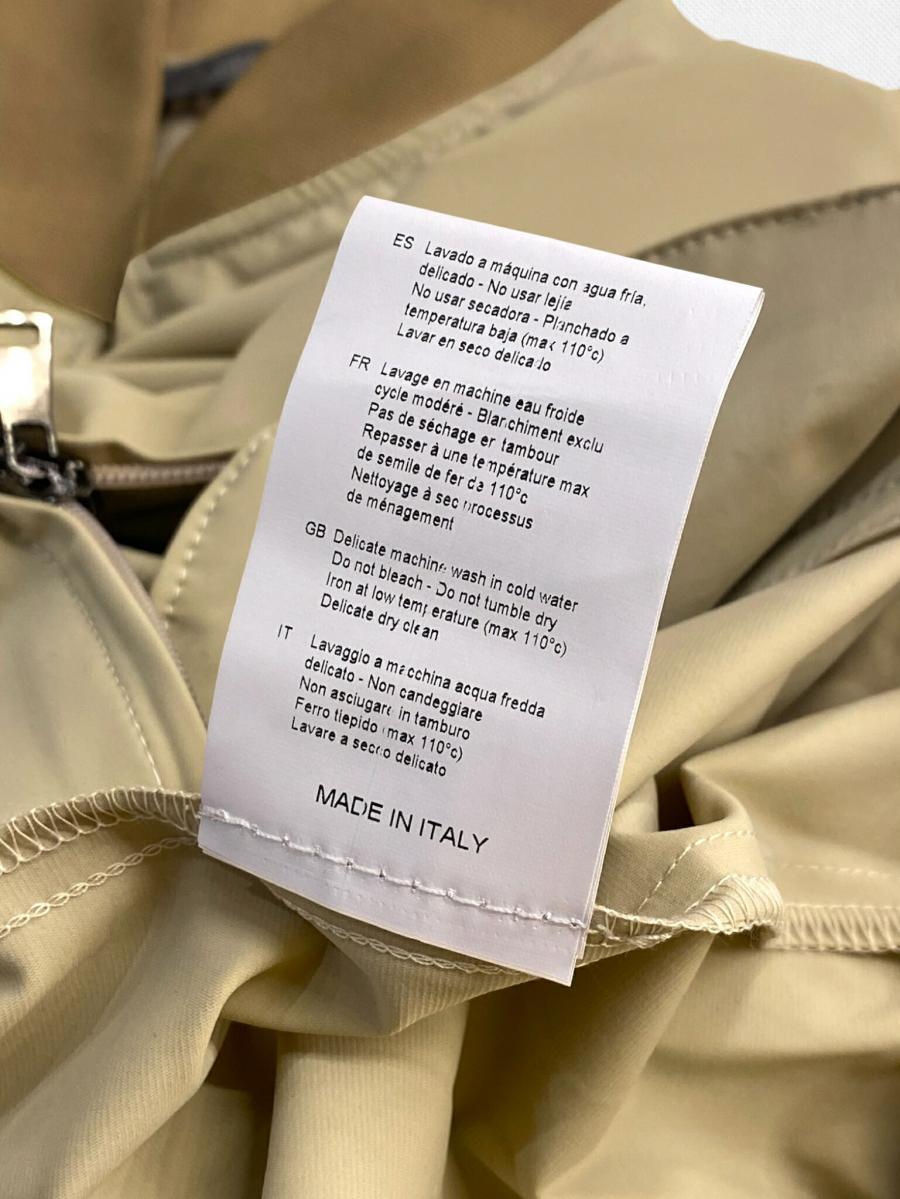 ES Lavado a máquina con agua fría,
delicado - No usar lejía
No usar secadora - Planchado a
temperatura baja (max 110°c)
Lavar en seco delicado
FR Lavage en machine eau froide
cycle modéré - Blanchiment exclu
Pas de séchage en tambour
Repasser à une température max
de semile de fer de 110°c
Nettoyage à sec processus
de ménagement
GB Delicate machine wash in cold water
Do not bleach - Do not tumble dry
Iron at low temperature (max 110°c)
Delicate dry clean
IT Lavaggio a macchina acqua fredda
delicato - Non candeggiare
Non asciugare in tamburo
Ferro tiepido (max 110°c)
Lavare a secco delicato
MADE IN ITALY